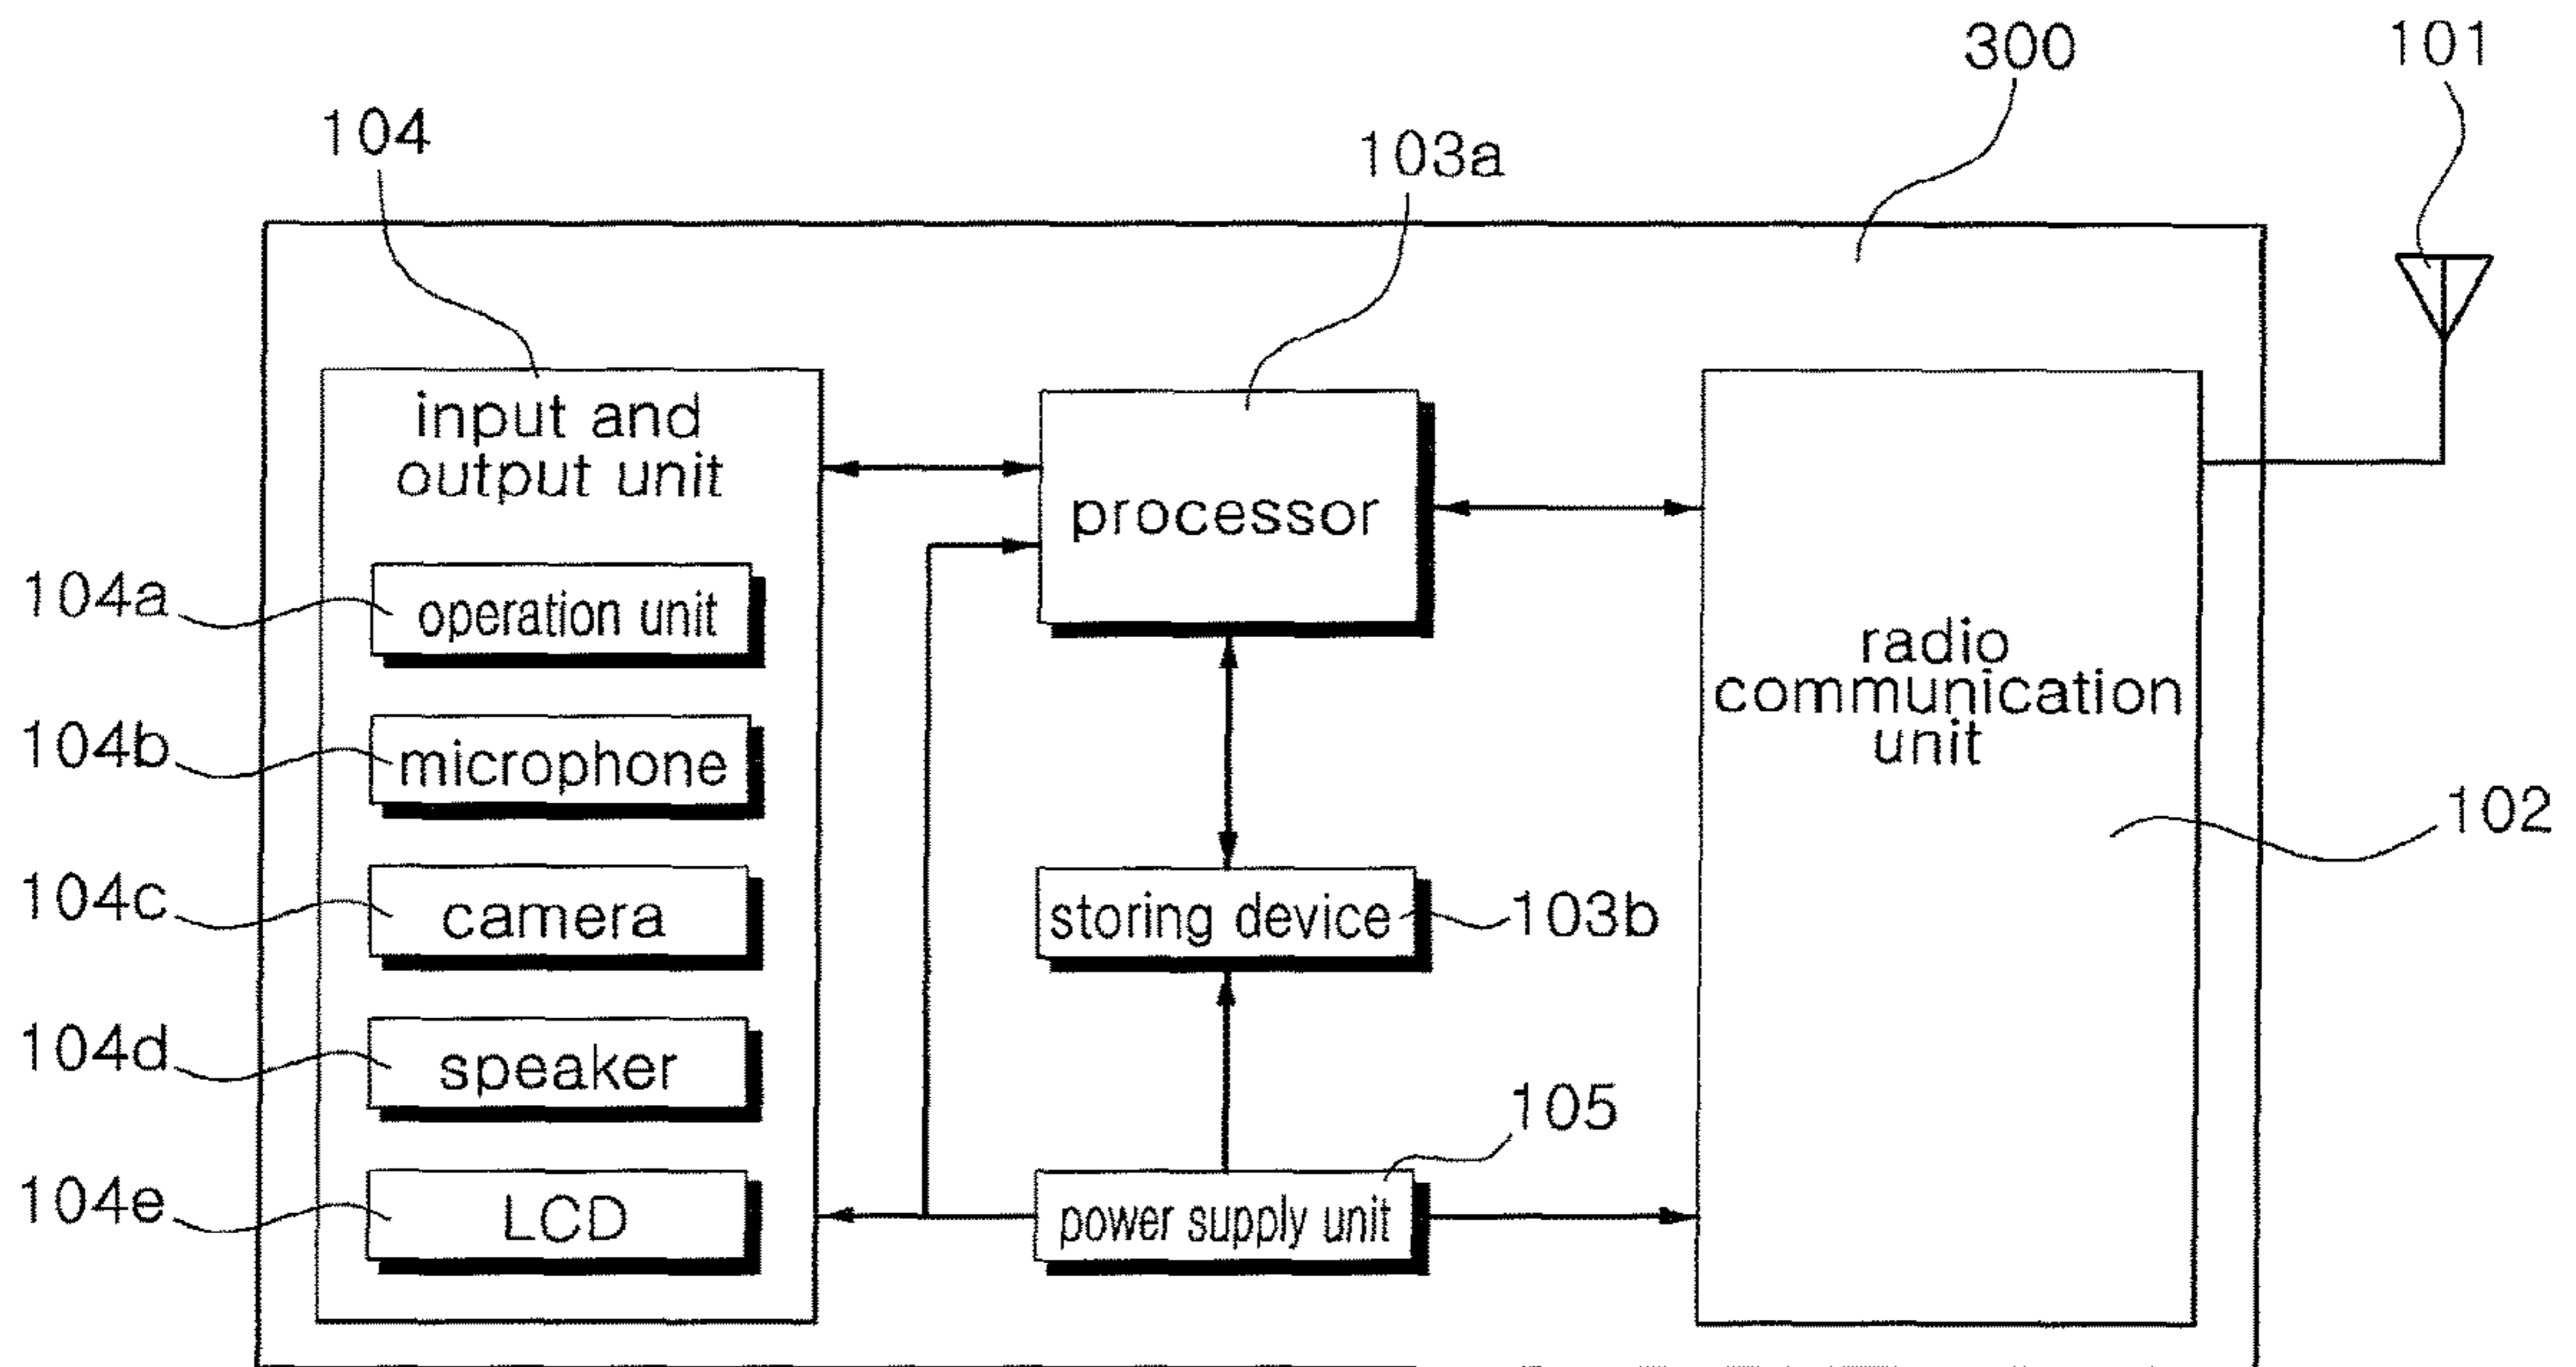 300
101
104
103a
input and
output unit
processor
104a
operation unit
radio
communication
unit
104b
microphone
102
104c
camera
storing device
103b
104d
speaker
105
104e
LCD
power supply unit